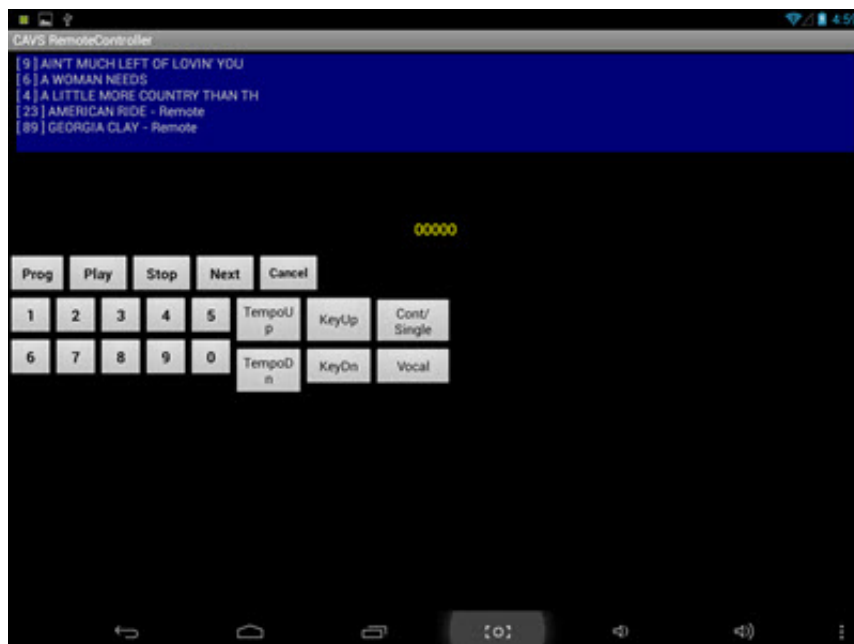 4:5
CAVS RemoteController
[9] AIN'T MUCH LEFT OF LOVIN' YOU
[6] A WOMAN NEEDS
[4] A LITTLE MORE COUNTRY THAN TH
[23] AMERICAN RIDE - Remote
[89] GEORGIA CLAY - Remote
00000
Prog Play Stop Next Cancel
1 2 3 4 5 TempoU
p KeyUp Cont/
Single
6 7 8 9 0 TempoD
n KeyDn Vocal